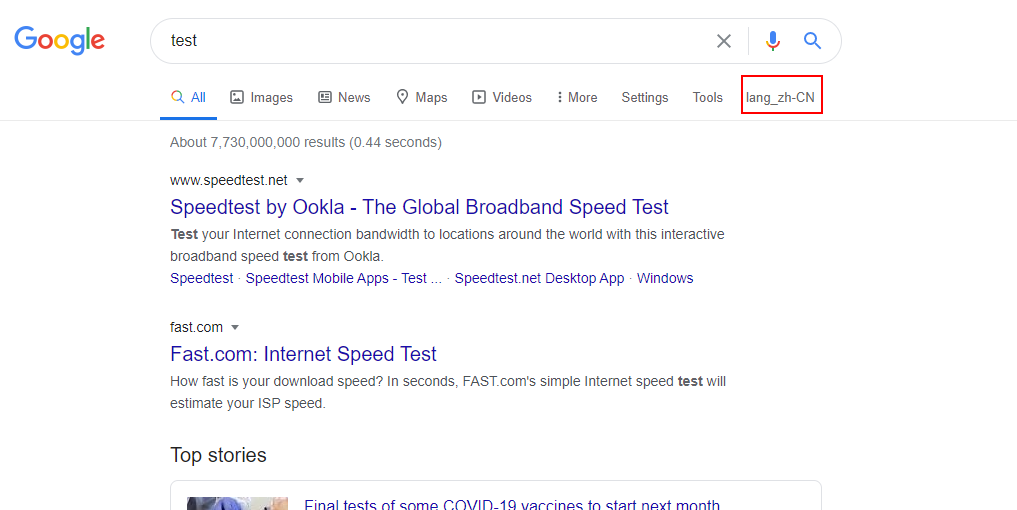 Google
test
All Images News Maps Videos More Settings Tools lang_zh-CN
About 7,730,000,000 results (0.44 seconds)
www.speedtest.net
Speedtest by Ookla - The Global Broadband Speed Test
Test your Internet connection bandwidth to locations around the world with this interactive
broadband speed test from Ookla.
Speedtest · Speedtest Mobile Apps - Test ... · Speedtest.net Desktop App · Windows
fast.com
Fast.com: Internet Speed Test
How fast is your download speed? In seconds, FAST.com's simple Internet speed test will
estimate your ISP speed.
Top stories
Final tests of some COVID-19 vaccines to start next month